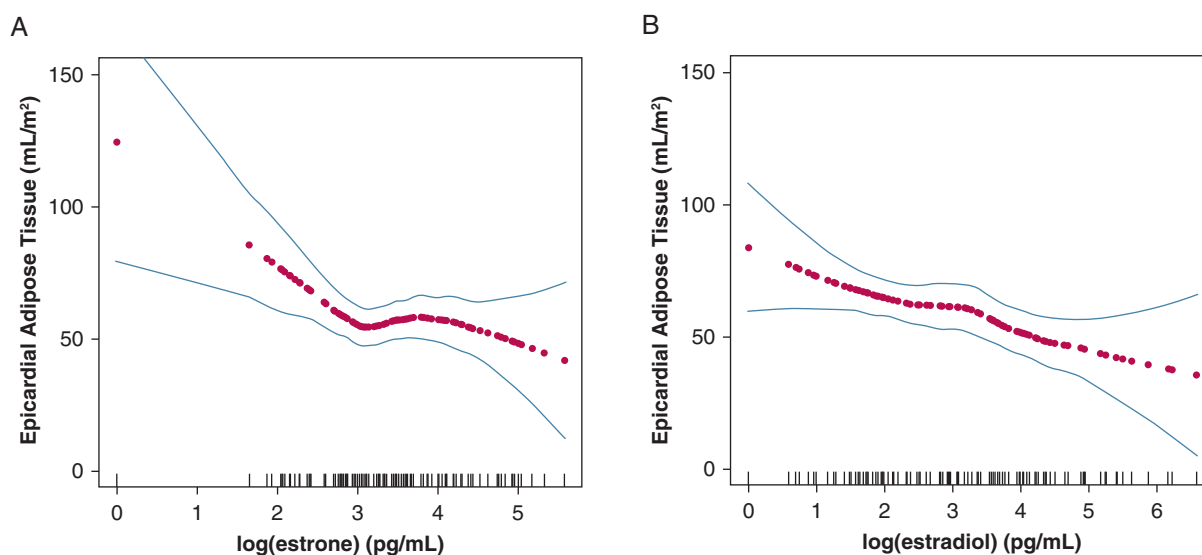 A
Epicardial Adipose Tissue (mL/m²)
150
100
50
0
0 1 2 3 4 5
log(estrone) (pg/mL)
B
Epicardial Adipose Tissue (mL/m²)
150
100
50
0
0 1 2 3 4 5 6
log(estradiol) (pg/mL)